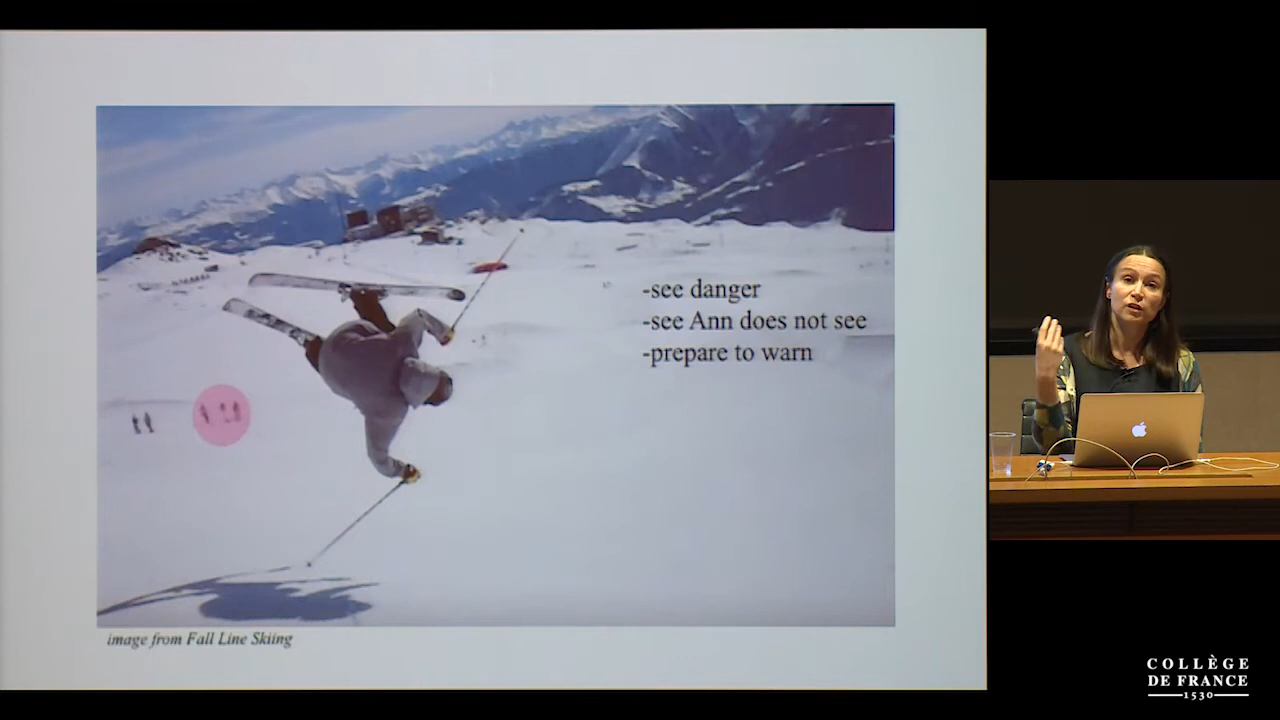 -see danger
-see Ann does not see
-prepare to warn
image from Fall Line Skiing
COLLÈGE
DE FRANCE
1530